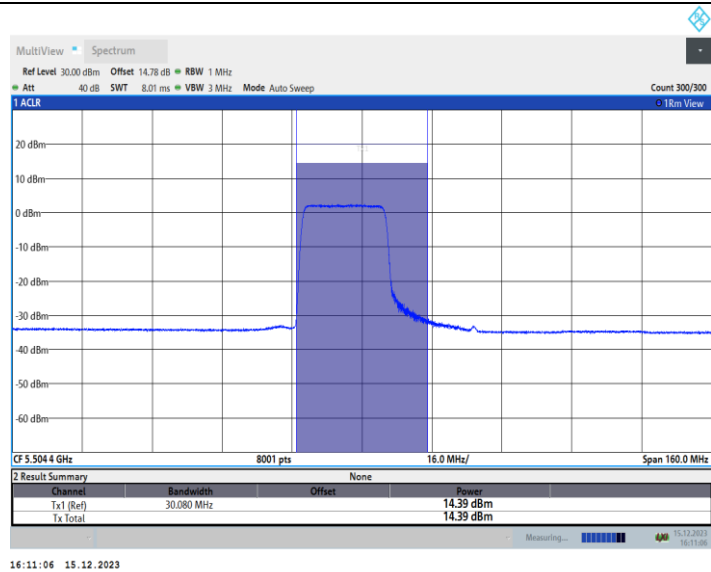 MultiView Spectrum
Ref Level 30.00 dBm Offset 14.78 dB RBW 1 MHz
Att 40 dB SWT 8.01 ms VBW 3 MHz Mode Auto Sweep Count 300/300
1 ACLR 1Rm View
20 dBm
10 dBm
0 dBm
-10 dBm
-20 dBm
-30 dBm
-40 dBm
-50 dBm
-60 dBm
CF 5.504 4 GHz 8001 pts 16.0 MHz/ Span 160.0 MHz
2 Result Summary None
Channel Bandwidth Offset Power
Tx1 (Ref) 30.080 MHz 14.39 dBm
Tx Total 14.39 dBm
Measuring... 15.12.2023
16:11:06
16:11:06 15.12.2023